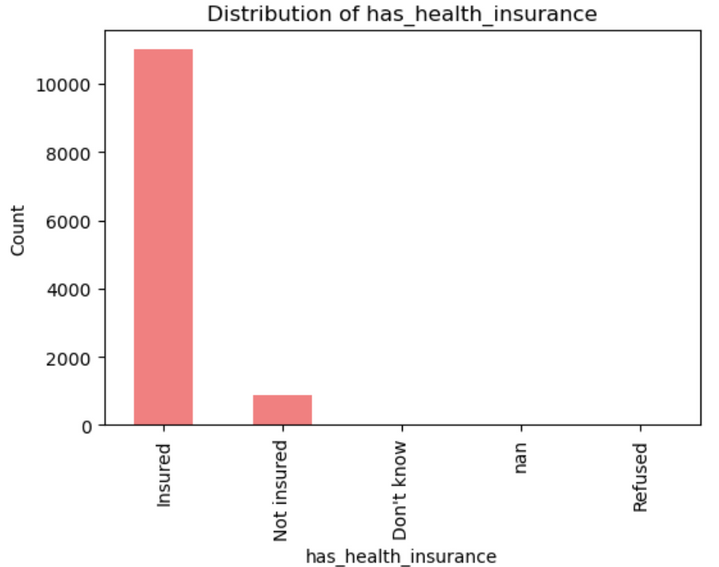 Distribution of has_health_insurance
10000
8000
6000
4000
2000
0
Count
Insured
Not insured
Don't know
nan
Refused
has_health_insurance